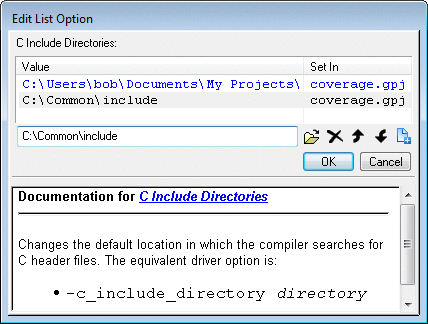 Edit List Option
C Include Directories:
Value Set In
C:\Users\bob\Documents\My Projects\ coverage.gpj
C:\Common\include coverage.gpj
C:\Common\include
OK Cancel
Documentation for C Include Directories
Changes the default location in which the compiler searches for
C header files. The equivalent driver option is:
• -c_include_directory directory